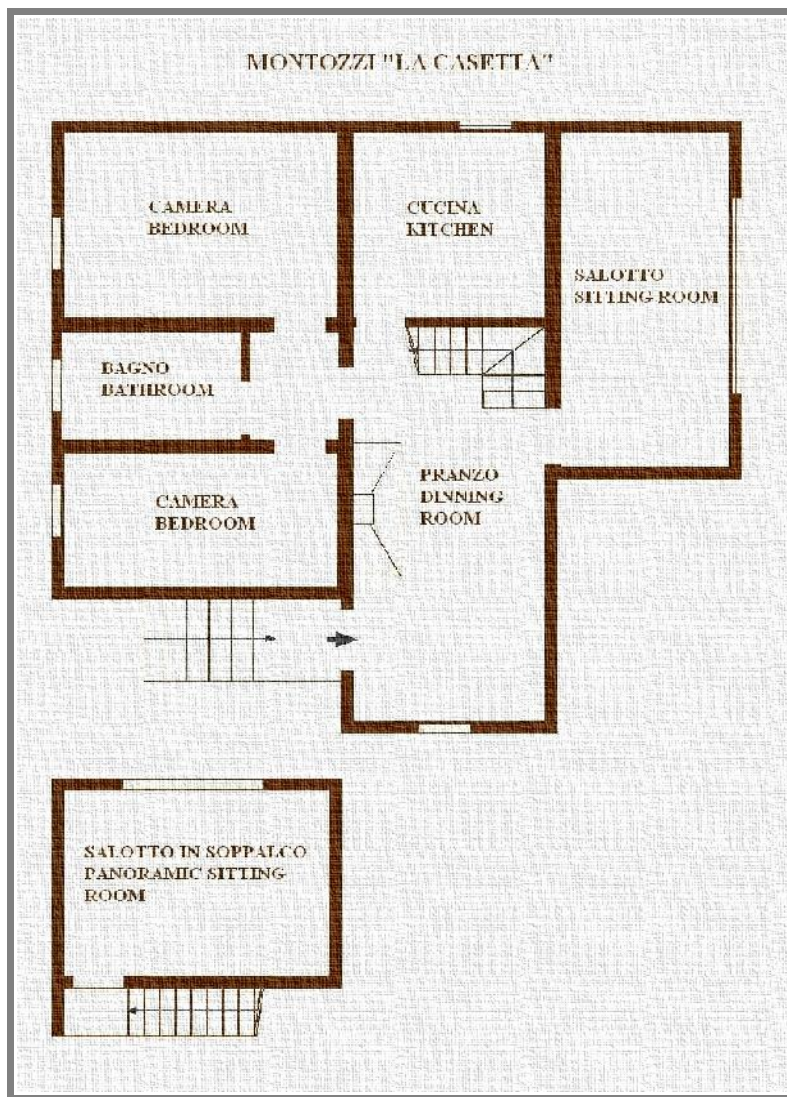 MONTOZZI "LA CASETTA"
CAMERA
BEDROOM
CUCINA
KITCHEN
SALOTTO
SITTING ROOM
BAGNO
BATHROOM
CAMERA
BEDROOM
PRANZO
DINNING
ROOM
SALOTTO IN SOPPALCO
PANORAMIC SITTING
ROOM